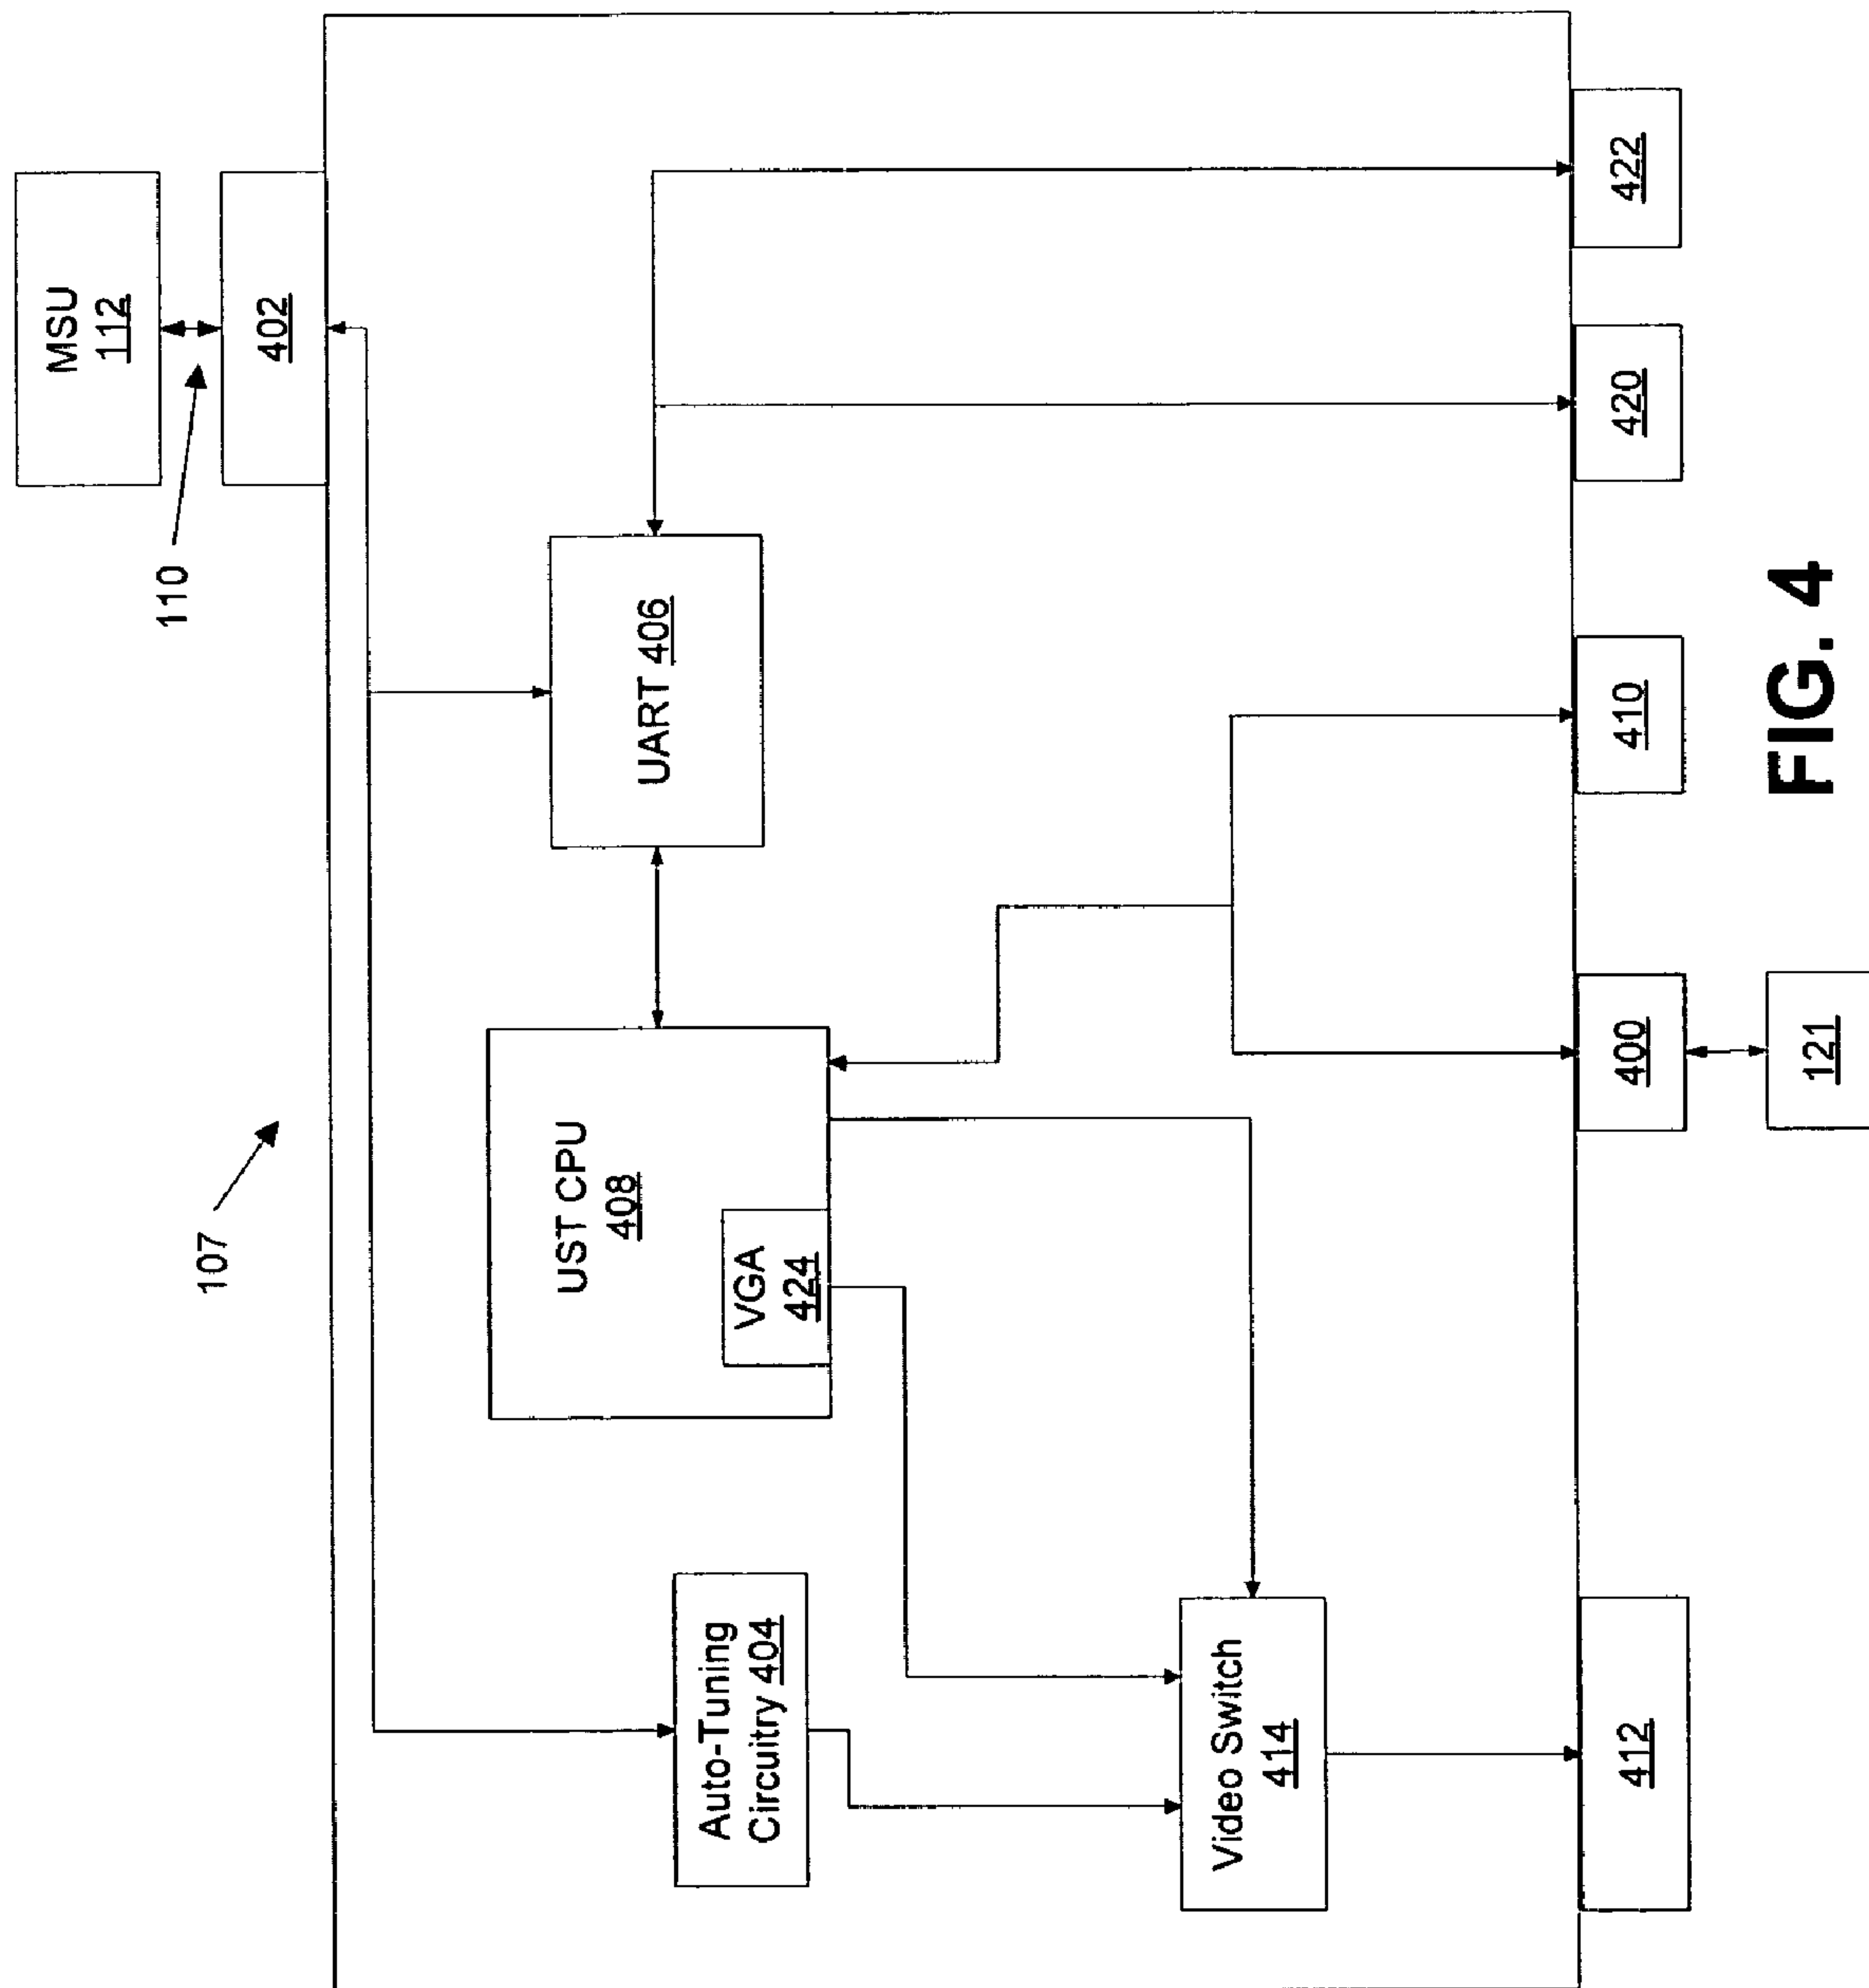 MSU
112
110
107
402
UST CPU
408
UART 406
Auto-Tuning
Circuitry 404
VGA
424
Video Switch
414
412
400
410
420
422
121
FIG. 4